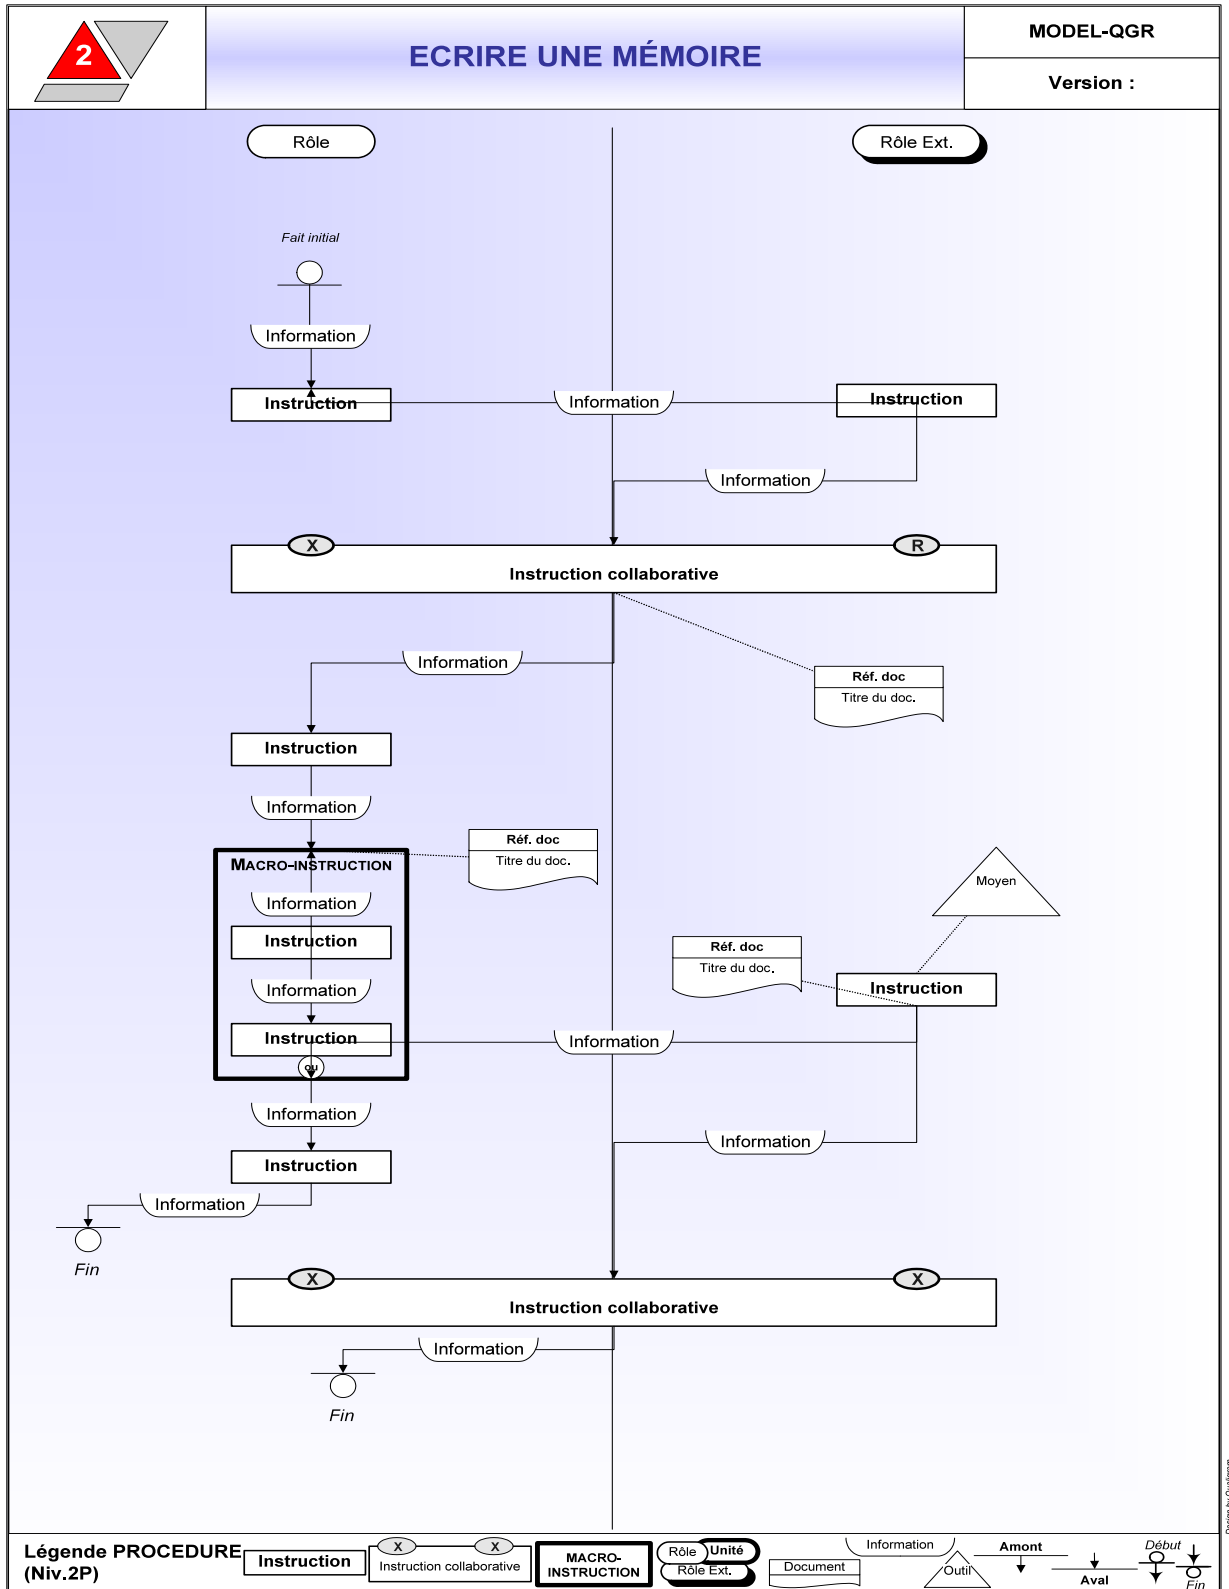 2
ECRIRE UNE MÉMOIRE
MODEL-QGR
Version :
Rôle
Rôle Ext.
Fait initial
Information
Instruction
Information
Instruction
Information
X
R
Instruction collaborative
Information
Réf. doc
Titre du doc.
Instruction
Information
Réf. doc
Titre du doc.
MACRO-INSTRUCTION
Moyen
Information
Instruction
Réf. doc
Titre du doc.
Information
Instruction
Instruction
Information
ou
Information
Information
Instruction
Information
Fin
X
X
Instruction collaborative
Information
Fin
Design by Qualigram
Légende PROCEDURE
(Niv.2P)
Instruction
X
X
Instruction collaborative
MACRO-
INSTRUCTION
Rôle
Unité
Rôle Ext.
Document
Information
Outil
Amont
Aval
Début
Fin